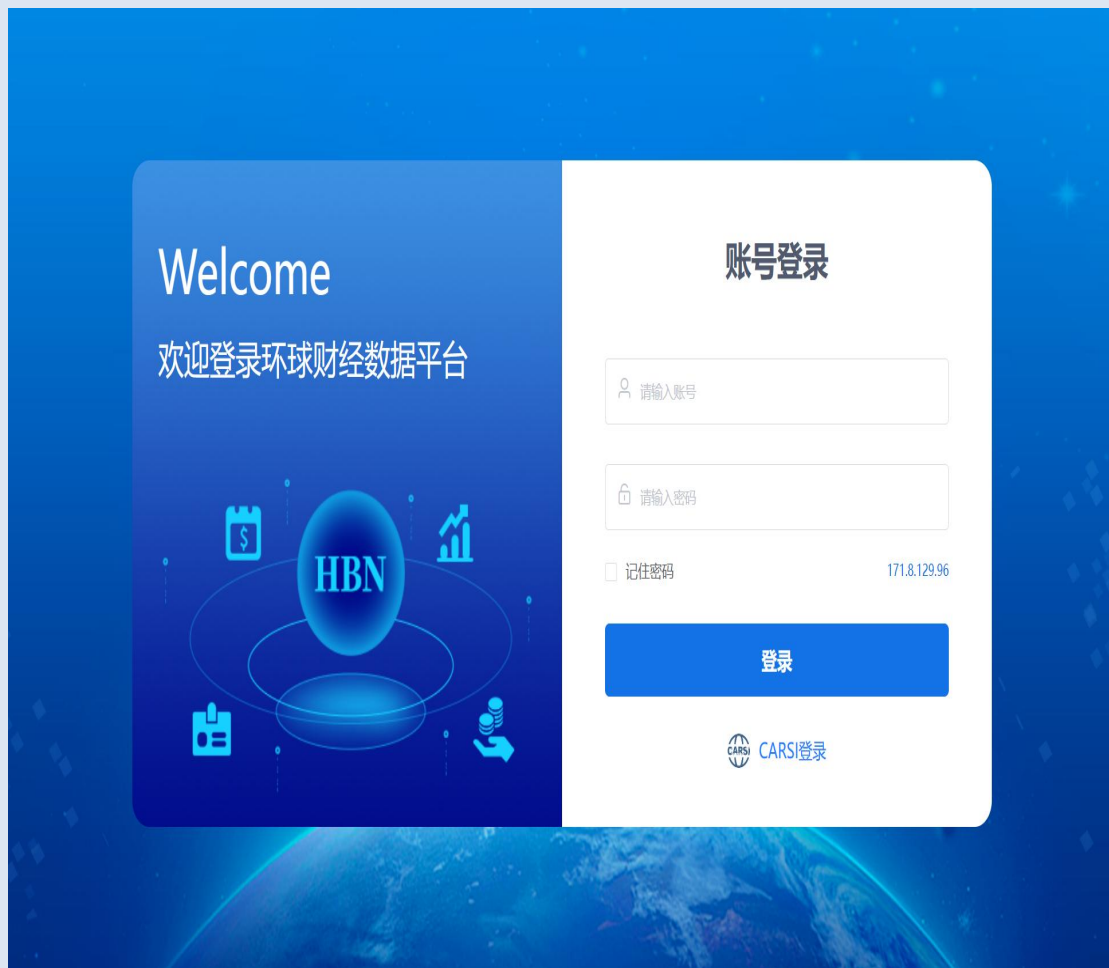 Welcome
欢迎登录环球财经数据平台
$
HBN
账号登录
请输入账号
请输入密码
记住密码
171.8.129.96
登录
CARSI
CARSI登录